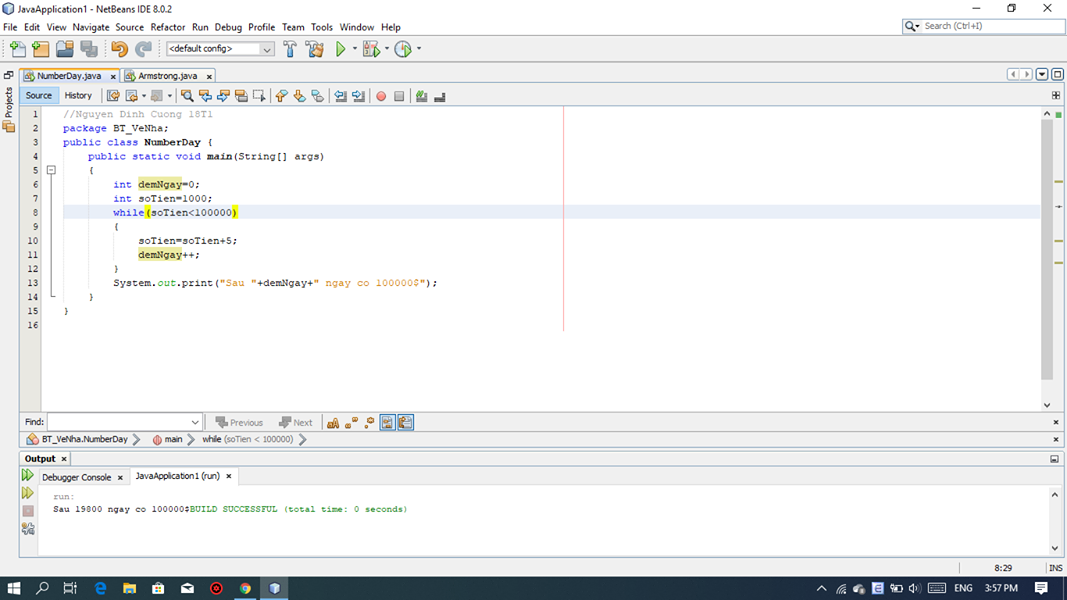 JavaApplication1 - NetBeans IDE 8.0.2
File Edit View Navigate Source Refactor Run Debug Profile Team Tools Window Help
Search (Ctrl+I)
<default config>
NumberDay.java × Armstrong.java ×
Projects
Source History
1 //Nguyen Dinh Cuong 18T1
2 package BT_VeNha;
3 public class NumberDay {
4 public static void main(String[] args)
5 {
6 int demNgay=0;
7 int soTien=1000;
8 while(soTien<100000)
9 {
10 soTien=soTien+5;
11 demNgay++;
12 }
13 System.out.print("Sau "+demNgay+" ngay co 100000$");
14 }
15 }
16
Find: Previous Next
BT_VeNha.NumberDay main while (soTien < 100000)
Output ×
Debugger Console × JavaApplication1 (run) ×
run:
Sau 19800 ngay co 100000$BUILD SUCCESSFUL (total time: 0 seconds)
8:29 INS
ENG 3:57 PM